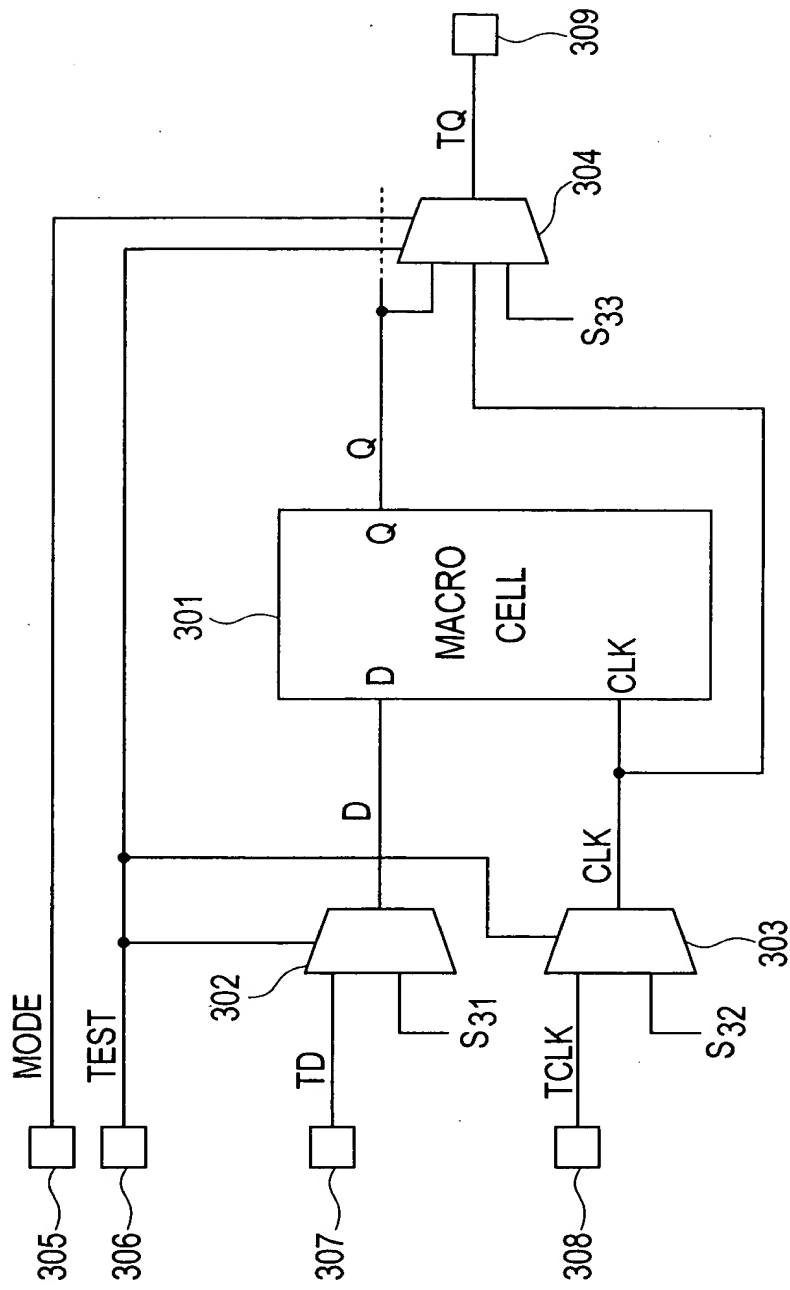 305
MODE
306
TEST
307
TD
302
S31
308
TCLK
303
S32
D
CLK
301
D
Q
MACRO
CELL
CLK
Q
S33
304
TQ
309